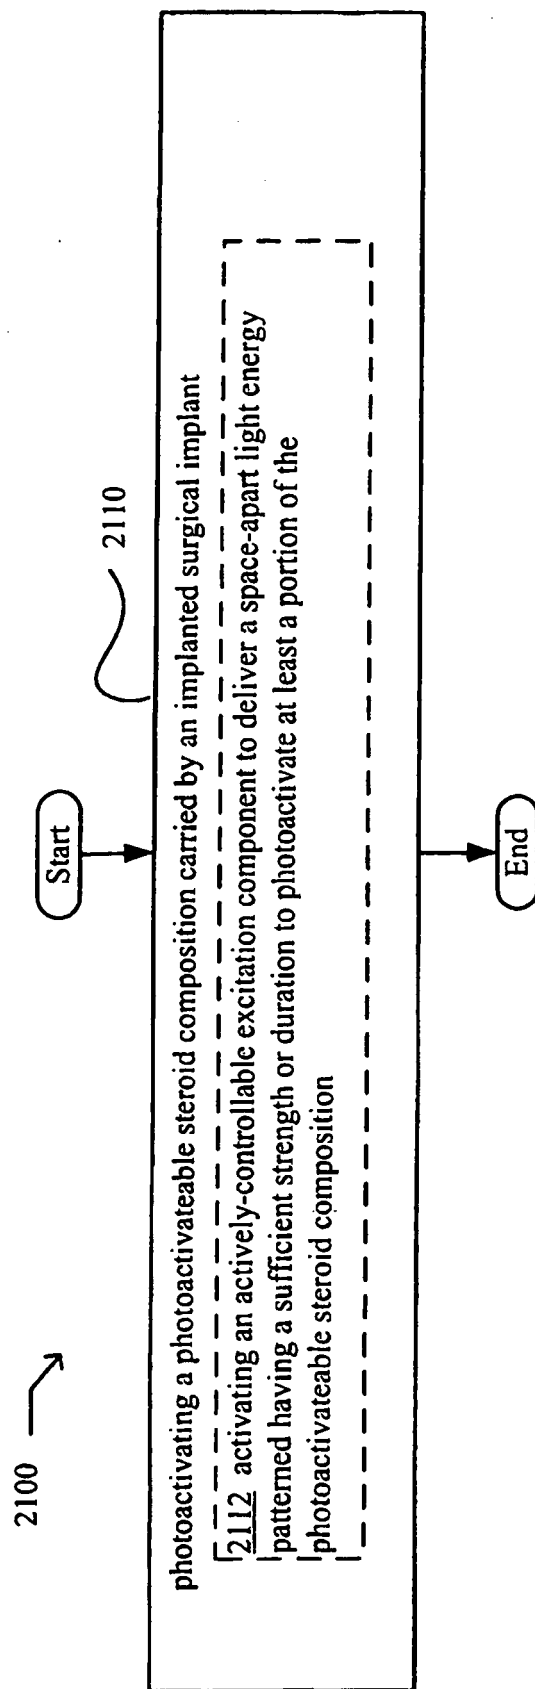 2100
Start
2110
photoactivating a photoactivateable steroid composition carried by an implanted surgical implant
2112 activating an actively-controllable excitation component to deliver a space-apart light energy
patterned having a sufficient strength or duration to photoactivate at least a portion of the
photoactivateable steroid composition
End